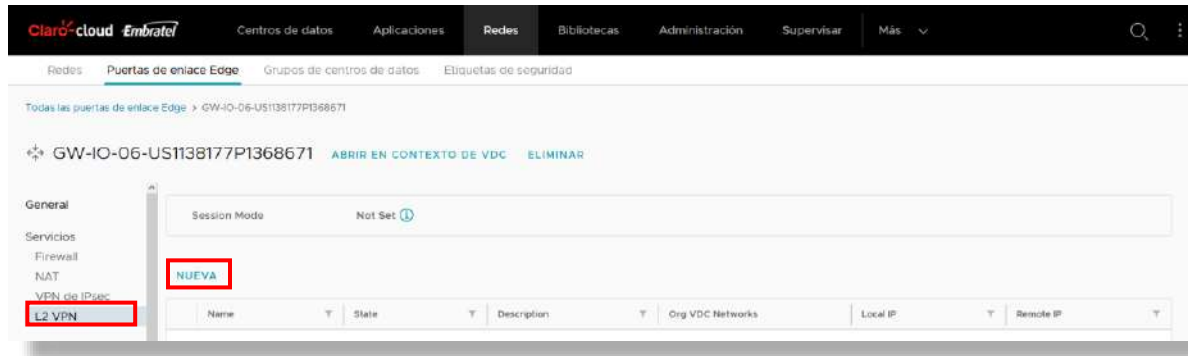 Claro-cloud Embratel Centros de datos Aplicaciones Redes Bibliotecas Administración Supervisar Más
Redes Puertas de enlace Edge Grupos de centros de datos Etiquetas de seguridad
Todas las puertas de enlace Edge > GW-IO-06-US1138177P1368671
GW-IO-06-US1138177P1368671 ABRIR EN CONTEXTO DE VDC ELIMINAR
General
Session Mode Not Set
Servicios
Firewall
NAT
NUEVA
VPN de IPsec
L2 VPN
Name State Description Org VDC Networks Local IP Remote IP